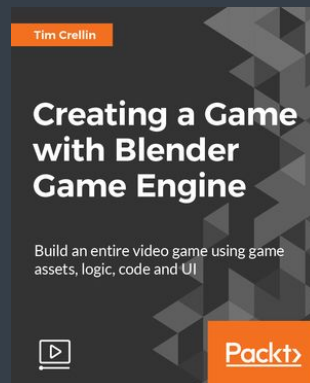 Tim Crellin
Creating a Game
with Blender
Game Engine
Build an entire video game using game
assets, logic, code and UI
Packt>